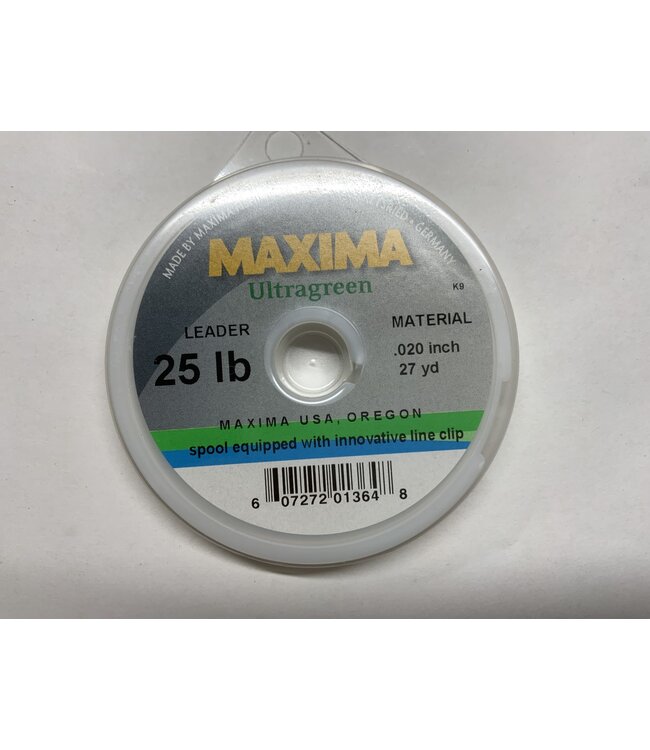 MADE BY MAXIMA
GERMANY
MAXIMA
Ultragreen
K9
LEADER
MATERIAL
25 lb
.020 inch
27 yd
MAXIMA USA, OREGON
spool equipped with innovative line clip
6 07272 01364 8